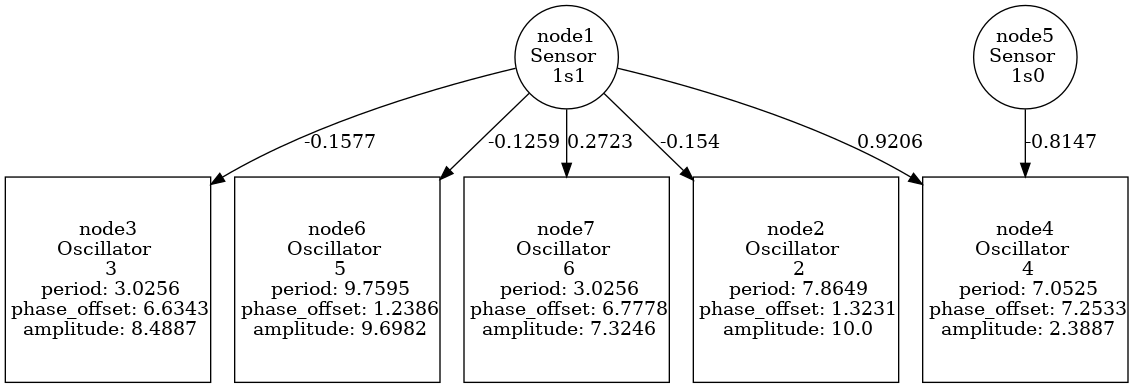 node1
Sensor
1s1
node5
Sensor
1s0
-0.1577
-0.1259
0.2723
-0.154
0.9206
-0.8147
node3
Oscillator
3
period: 3.0256
phase_offset: 6.6343
amplitude: 8.4887
node6
Oscillator
5
period: 9.7595
phase_offset: 1.2386
amplitude: 9.6982
node7
Oscillator
6
period: 3.0256
phase_offset: 6.7778
amplitude: 7.3246
node2
Oscillator
2
period: 7.8649
phase_offset: 1.3231
amplitude: 10.0
node4
Oscillator
4
period: 7.0525
phase_offset: 7.2533
amplitude: 2.3887